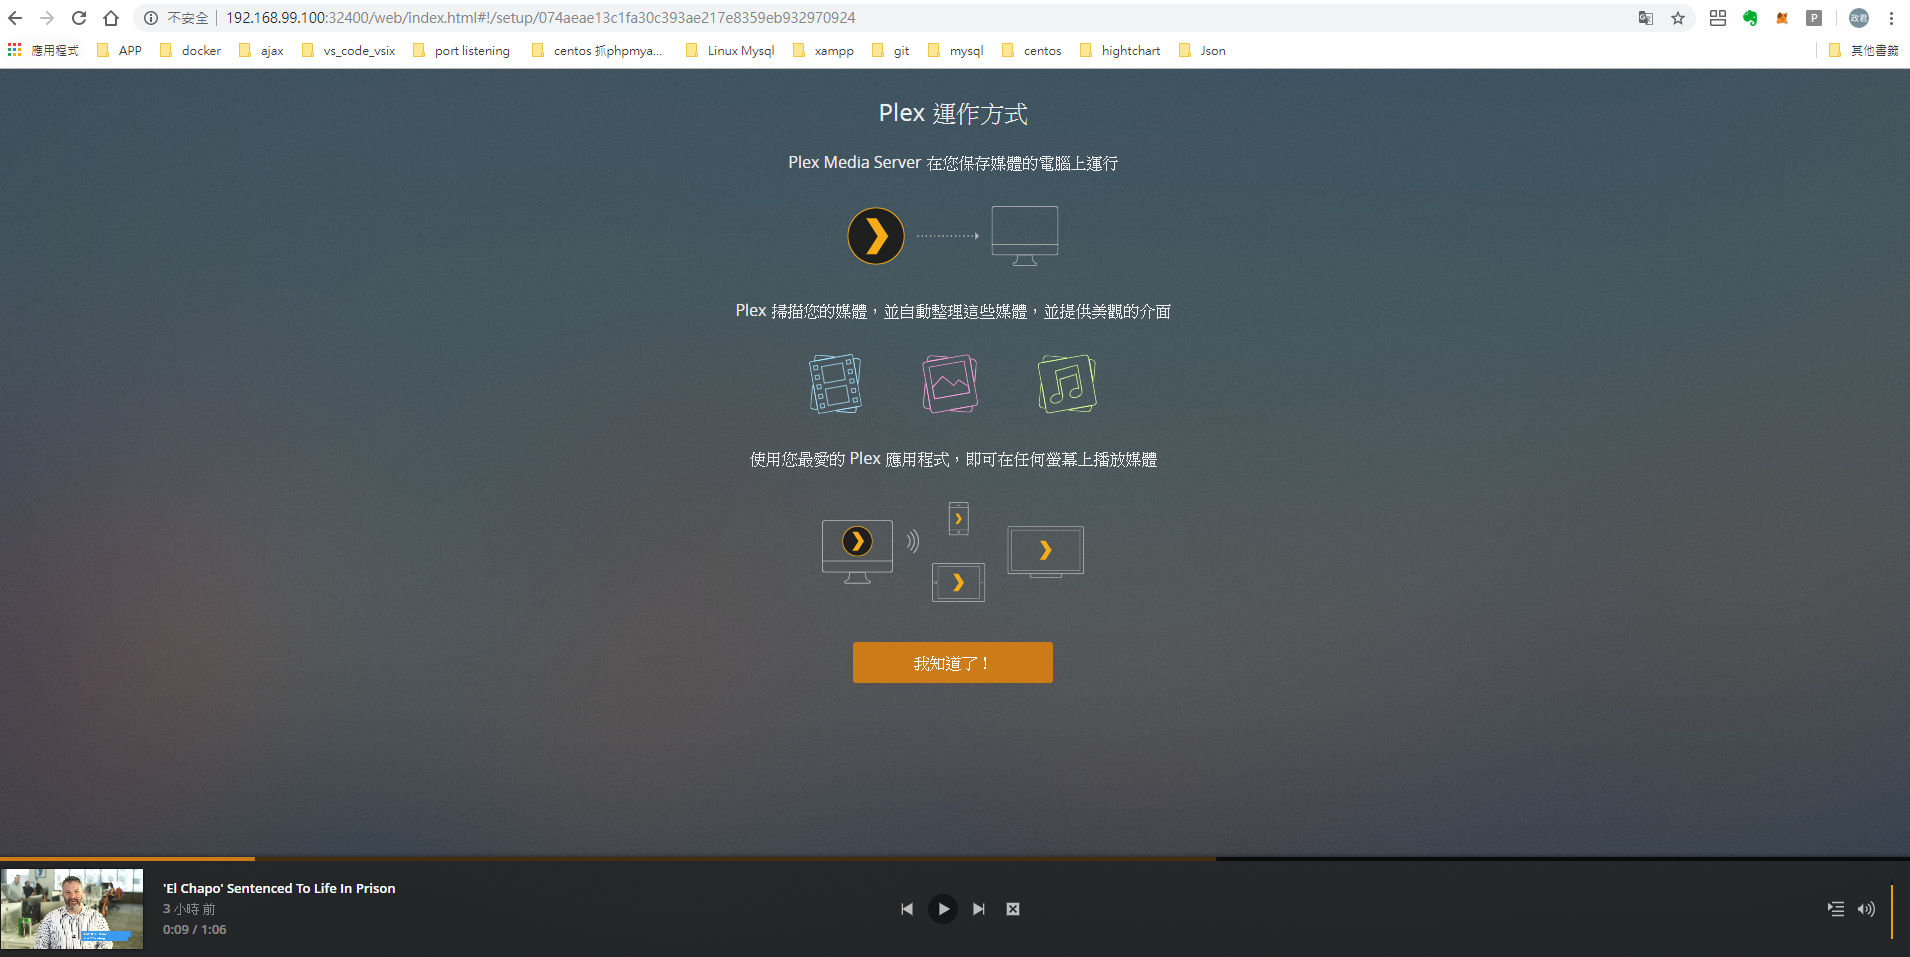 不安全 192.168.99.100:32400/web/index.html#!/setup/074aeae13c1fa30c393ae217e8359eb932970924
P 政君
應用程式 APP docker ajax vs_code_vsix port listening centos 抓phpmya... Linux Mysql xampp git mysql centos hightchart Json 其他書籤
Plex 運作方式
Plex Media Server 在您保存媒體的電腦上運行
Plex 掃描您的媒體，並自動整理這些媒體，並提供美觀的介面
使用您最愛的 Plex 應用程式，即可在任何螢幕上播放媒體
我知道了！
'El Chapo' Sentenced To Life In Prison
3 小時 前
0:09 / 1:06